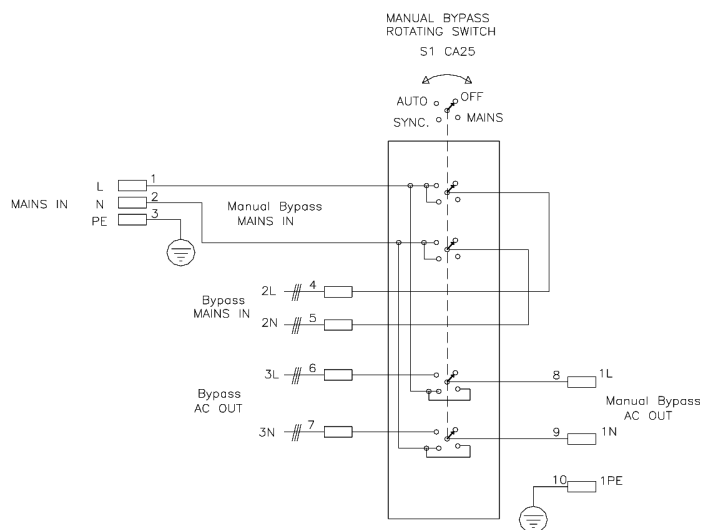 MANUAL BYPASS
ROTATING SWITCH
S1 CA25
AUTO
OFF
SYNC.
MAINS
MAINS IN
L
1
N
2
PE
3
Manual Bypass
MAINS IN
Bypass
MAINS IN
2L
4
2N
5
Bypass
AC OUT
3L
6
3N
7
8
1L
Manual Bypass
AC OUT
9
1N
10
1PE